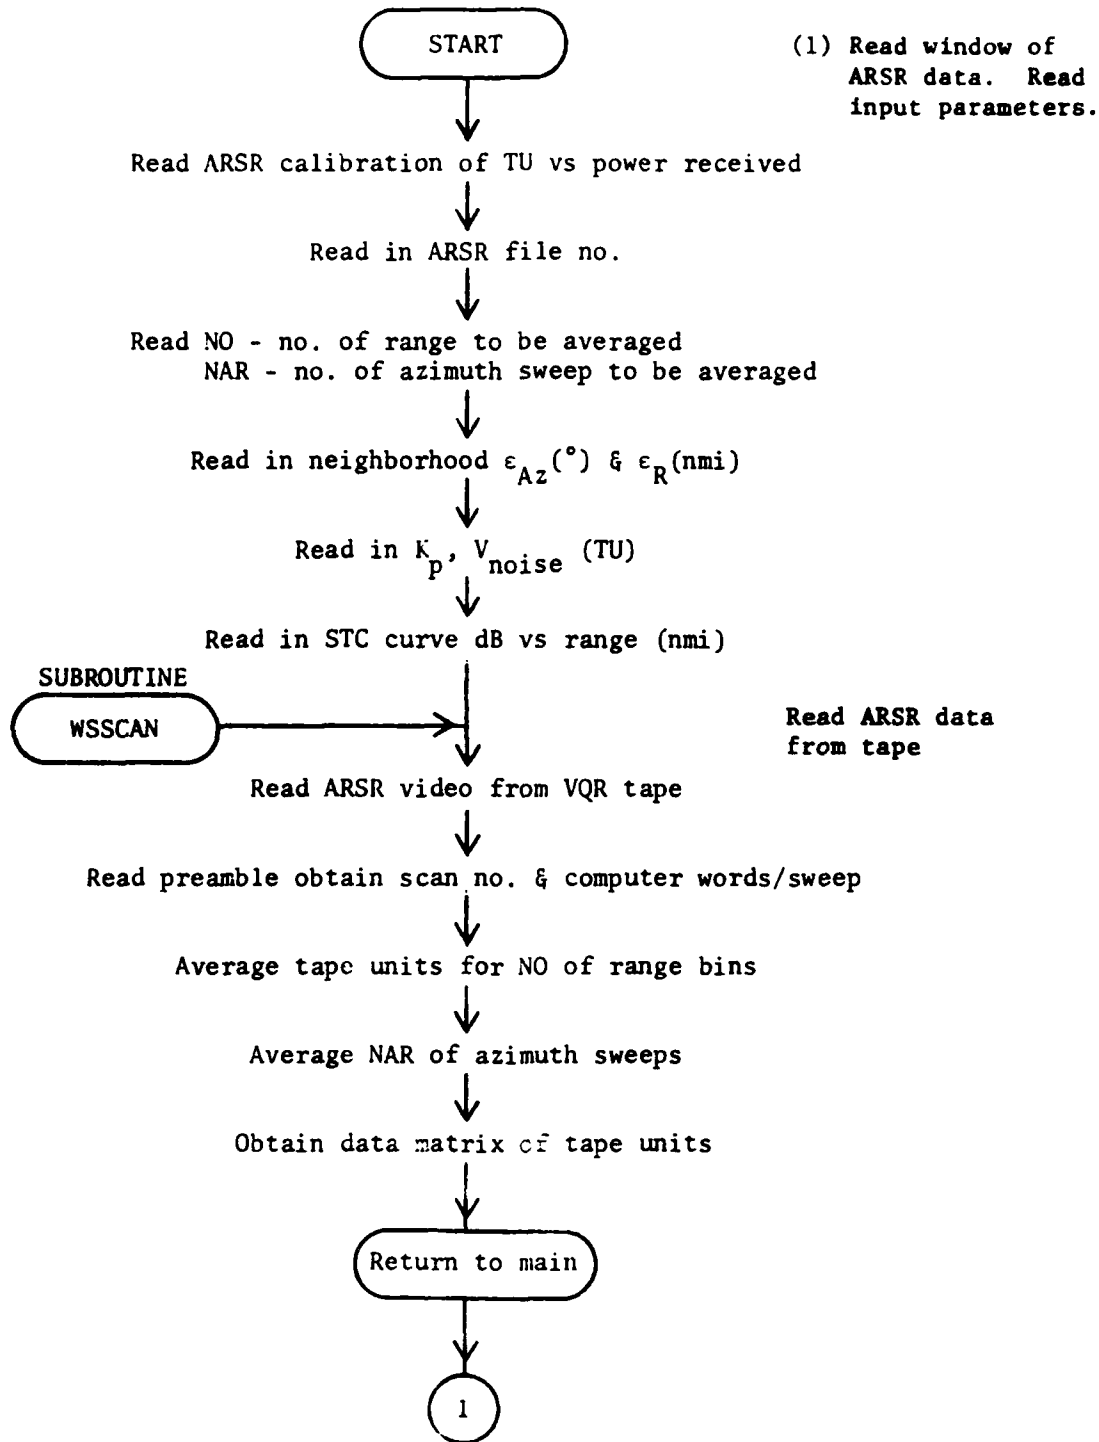 START
(1) Read window of
ARSR data. Read
input parameters.
Read ARSR calibration of TU vs power received
Read in ARSR file no.
Read NO - no. of range to be averaged
NAR - no. of azimuth sweep to be averaged
Read in neighborhood ε_Az(°) & ε_R(nmi)
Read in K_p, V_noise (TU)
Read in STC curve dB vs range (nmi)
SUBROUTINE
WSSCAN
Read ARSR data
from tape
Read ARSR video from VQR tape
Read preamble obtain scan no. & computer words/sweep
Average tape units for NO of range bins
Average NAR of azimuth sweeps
Obtain data matrix of tape units
Return to main
1